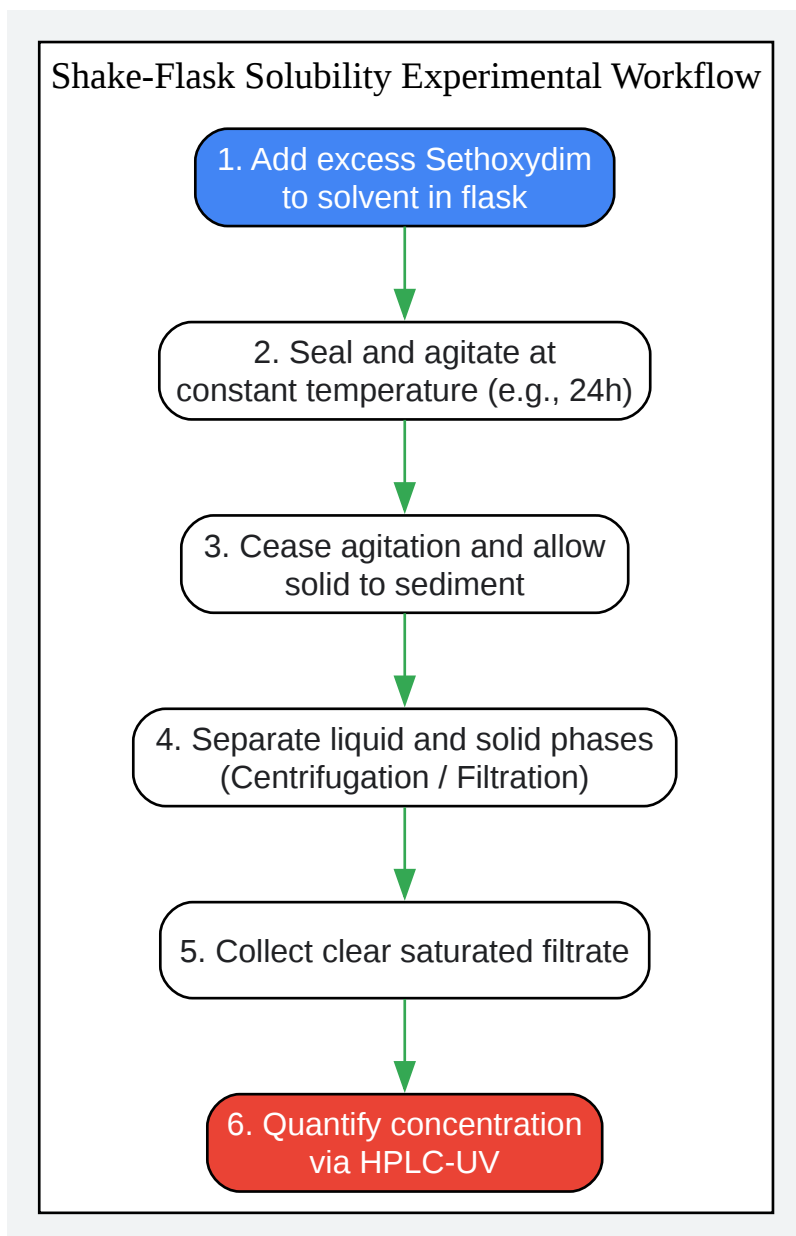 Shake-Flask Solubility Experimental Workflow
1. Add excess Sethoxydim
to solvent in flask
2. Seal and agitate at
constant temperature (e.g., 24h)
3. Cease agitation and allow
solid to sediment
4. Separate liquid and solid phases
(Centrifugation / Filtration)
5. Collect clear saturated filtrate
6. Quantify concentration
via HPLC-UV